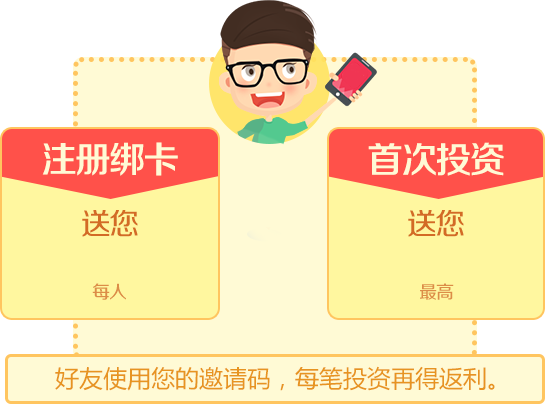 注册绑卡
送您
每人
首次投资
送您
最高
好友使用您的邀请码，每笔投资再得返利。